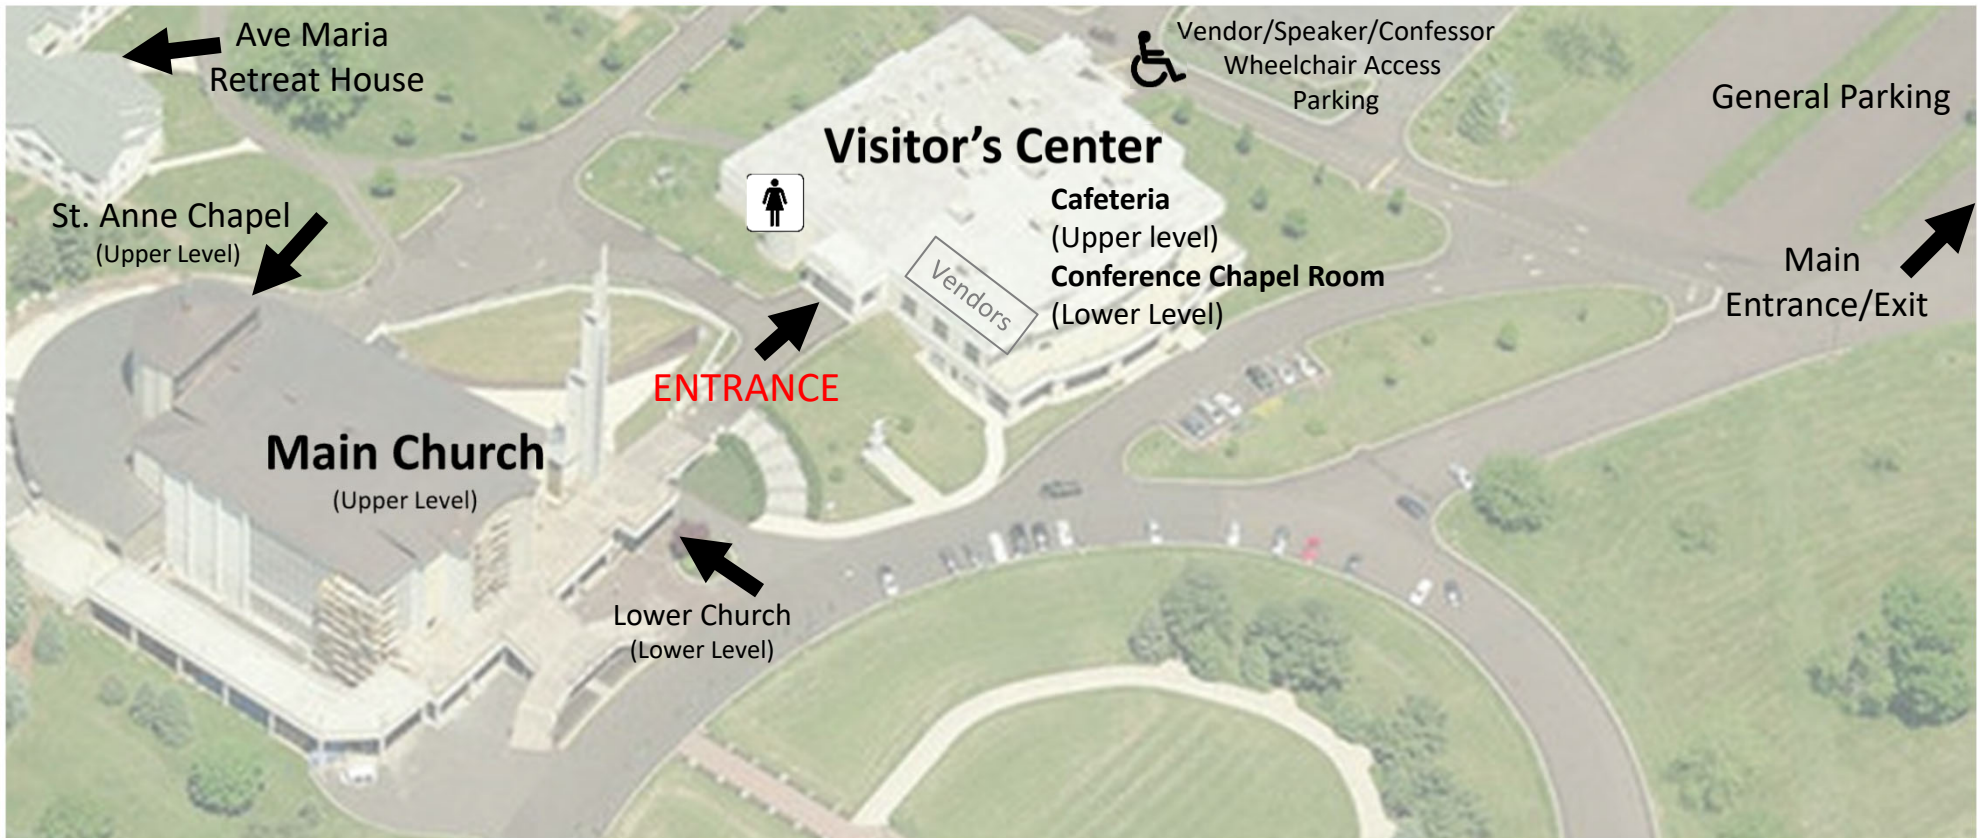 Ave Maria
Retreat House
Vendor/Speaker/Confessor
Wheelchair Access
Parking
General Parking
Visitor's Center
St. Anne Chapel
(Upper Level)
Cafeteria
(Upper level)
Conference Chapel Room
(Lower Level)
Vendors
Main
Entrance/Exit
ENTRANCE
Main Church
(Upper Level)
Lower Church
(Lower Level)